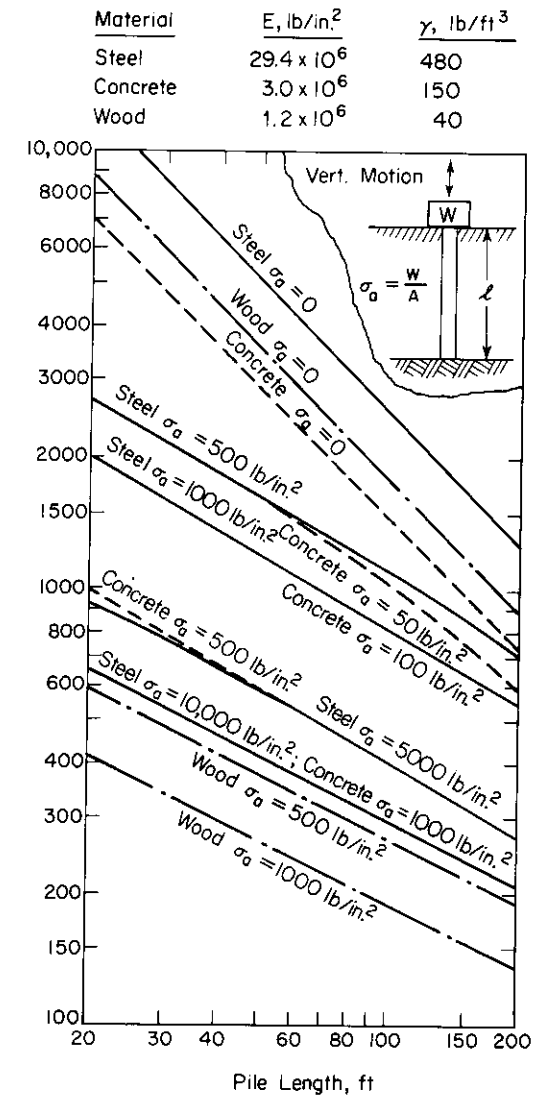 Material E, lb/in.² γ, lb/ft³
Steel 29.4 x 10⁶ 480
Concrete 3.0 x 10⁶ 150
Wood 1.2 x 10⁶ 40
10,000
8000
6000
4000
3000
2000
1500
1000
800
600
400
300
200
150
100
Vert. Motion
W
σₐ = W/A
ℓ
Steel σₐ = 0
Wood σₐ = 0
Concrete σₐ = 0
Steel σₐ = 500 lb/in.²
Steel σₐ = 1000 lb/in.²
Concrete σₐ = 50 lb/in.²
Concrete σₐ = 100 lb/in.²
Concrete σₐ = 500 lb/in.²
Steel σₐ = 5000 lb/in.²
Steel σₐ = 10,000 lb/in.², Concrete σₐ = 1000 lb/in.²
Wood σₐ = 500 lb/in.²
Wood σₐ = 1000 lb/in.²
20 30 40 60 80 100 150 200
Pile Length, ft